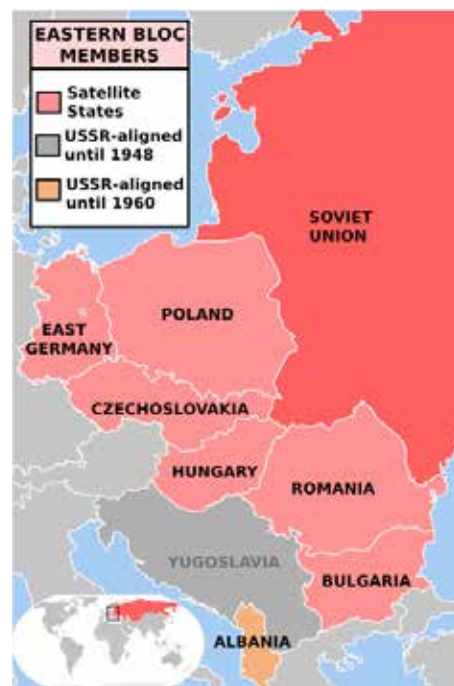 EASTERN BLOC
MEMBERS
Satellite
States
USSR-aligned
until 1948
USSR-aligned
until 1960
SOVIET
UNION
POLAND
EAST
GERMANY
CZECHOSLOVAKIA
HUNGARY
ROMANIA
YUGOSLAVIA
BULGARIA
ALBANIA